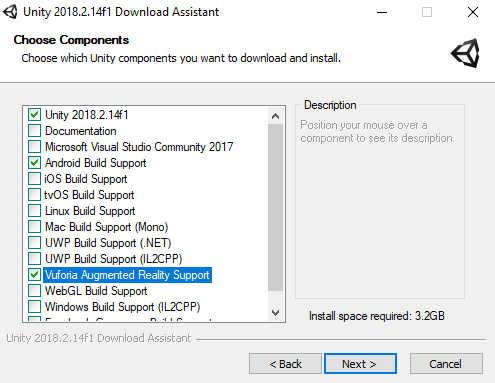 Unity 2018.2.14f1 Download Assistant
Choose Components
Choose which Unity components you want to download and install.
Unity 2018.2.14f1
Documentation
Microsoft Visual Studio Community 2017
Android Build Support
iOS Build Support
tvOS Build Support
Linux Build Support
Mac Build Support (Mono)
UWP Build Support (.NET)
UWP Build Support (IL2CPP)
Vuforia Augmented Reality Support
WebGL Build Support
Windows Build Support (IL2CPP)
Description
Position your mouse over a
component to see its description.
Install space required: 3.2GB
Unity 2018.2.14f1 Download Assistant
< Back
Next >
Cancel